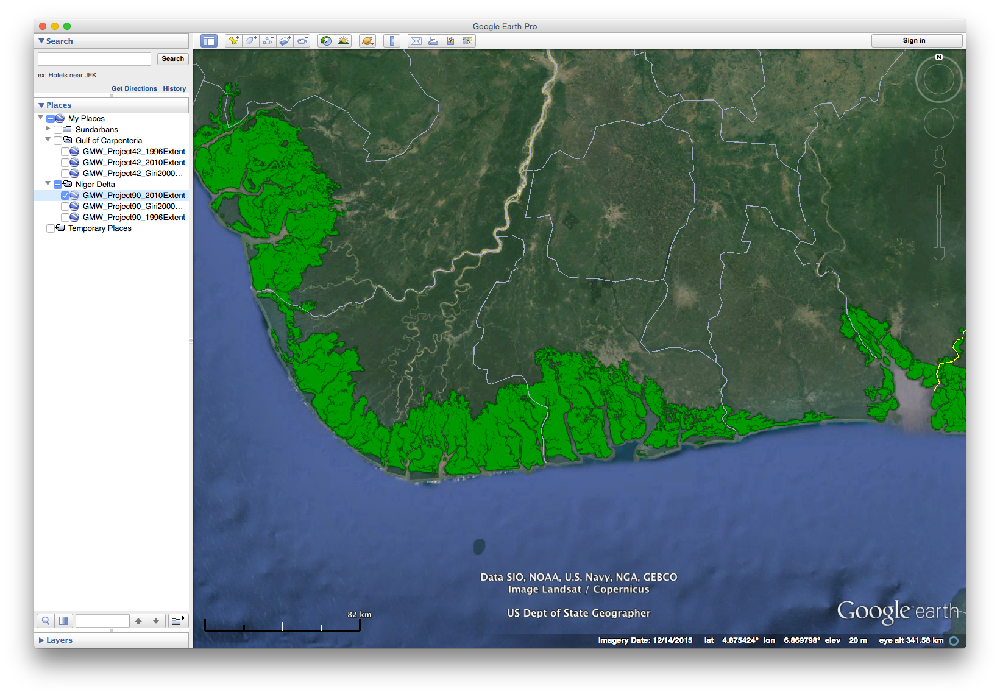 Google Earth Pro
Search
Sign in
Search
ex: Hotels near JFK
Get Directions History
Places
My Places
Sundarbans
Gulf of Carpenteria
GMW_Project42_1996Extent
GMW_Project42_2010Extent
GMW_Project42_Giri2000...
Niger Delta
GMW_Project90_2010Extent
GMW_Project90_Giri2000...
GMW_Project90_1996Extent
Temporary Places
Layers
N
Data SIO, NOAA, U.S. Navy, NGA, GEBCO
Image Landsat / Copernicus
US Dept of State Geographer
82 km
Google earth
Imagery Date: 12/14/2015 lat 4.875424° lon 6.869798° elev 20 m eye alt 341.58 km